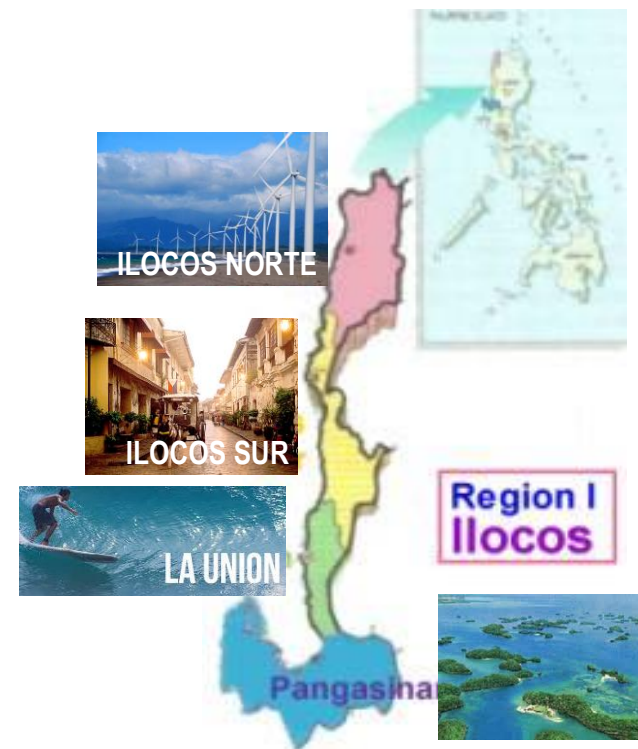 ILOCOS NORTE
ILOCOS SUR
Region I
Ilocos
LA UNION
Pangasinan